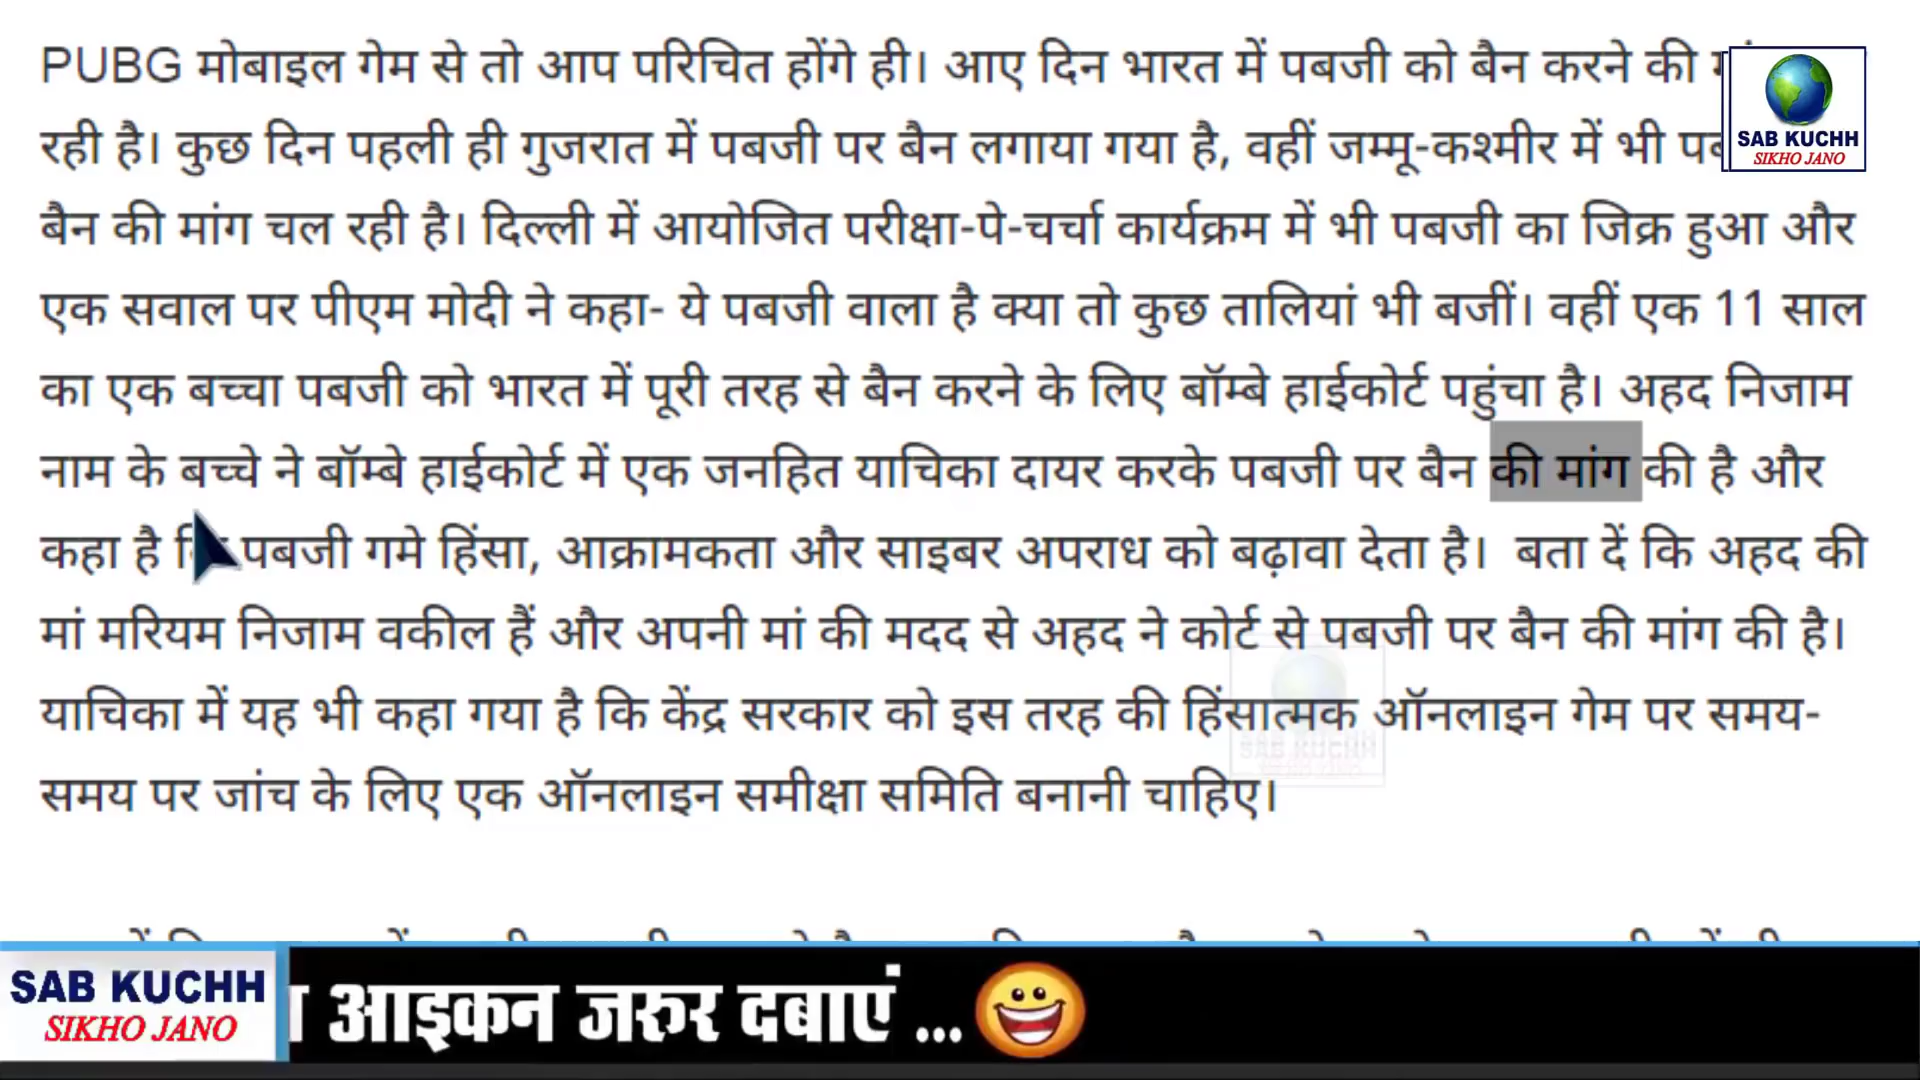 PUBG मोबाइल गेम से तो आप परिचित होंगे ही। आए दिन भारत में पबजी को बैन करने की
रही है। कुछ दिन पहली ही गुजरात में पबजी पर बैन लगाया गया है, वहीं जम्मू-कश्मीर में भी
बैन की मांग चल रही है। दिल्ली में आयोजित परीक्षा-पे-चर्चा कार्यक्रम में भी पबजी का जिक्र हुआ और
एक सवाल पर पीएम मोदी ने कहा- ये पबजी वाला है क्या तो कुछ तालियां भी बजीं। वहीं एक 11 साल
का एक बच्चा पबजी को भारत में पूरी तरह से बैन करने के लिए बॉम्बे हाईकोर्ट पहुंचा है। अहद निजाम
नाम के बच्चे ने बॉम्बे हाईकोर्ट में एक जनहित याचिका दायर करके पबजी पर बैन की मांग की है और
कहा है पबजी गमे हिंसा, आक्रामकता और साइबर अपराध को बढ़ावा देता है। बता दें कि अहद की
मां मरियम निजाम वकील हैं और अपनी मां की मदद से अहद ने कोर्ट से पबजी पर बैन की मांग की है।
याचिका में यह भी कहा गया है कि केंद्र सरकार को इस तरह की हिंसात्मक ऑनलाइन गेम पर समय-
समय पर जांच के लिए एक ऑनलाइन समीक्षा समिति बनानी चाहिए।
SAB KUCHH
SIKHO JANO
SAB KUCHH
SIKHO JANO
SAB KUCHH
SIKHO JANO
आइकन जरुर दबाएं ...